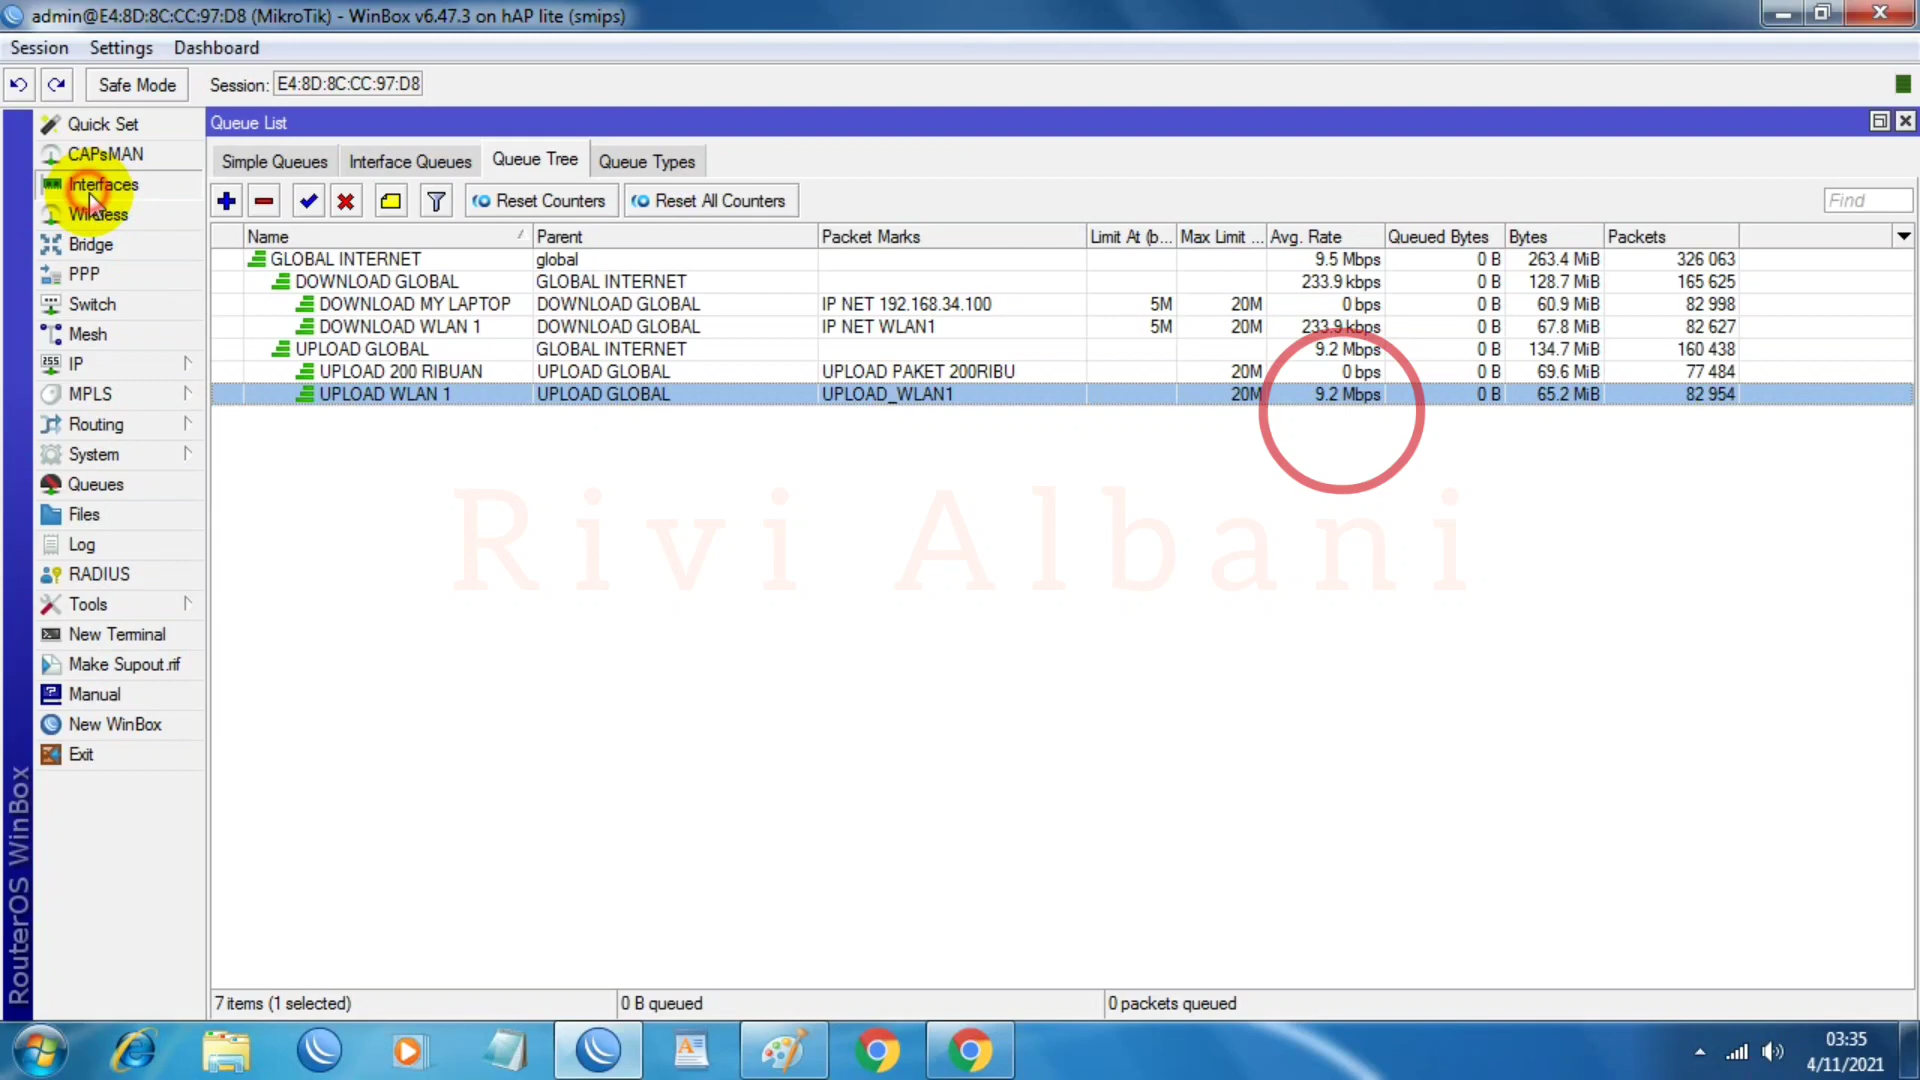 admin@E4:8D:8C:CC:97:D8 (MikroTik) - WinBox v6.47.3 on hAP lite (smips)
Session Settings Dashboard
Safe Mode Session: E4:8D:8C:CC:97:D8
Quick Set
CAPsMAN
Interfaces
Wireless
Bridge
PPP
Switch
Mesh
IP
MPLS
Routing
System
Queues
Files
Log
RADIUS
Tools
New Terminal
Make Supout.rif
Manual
New WinBox
Exit
RouterOS WinBox
Queue List
Simple Queues Interface Queues Queue Tree Queue Types
Reset Counters Reset All Counters Find
Name Parent Packet Marks Limit At (b... Max Limit ... Avg. Rate Queued Bytes Bytes Packets
GLOBAL INTERNET global 9.5 Mbps 0 B 263.4 MiB 326 063
DOWNLOAD GLOBAL GLOBAL INTERNET 233.9 kbps 0 B 128.7 MiB 165 625
DOWNLOAD MY LAPTOP DOWNLOAD GLOBAL IP NET 192.168.34.100 5M 20M 0 bps 0 B 60.9 MiB 82 998
DOWNLOAD WLAN 1 DOWNLOAD GLOBAL IP NET WLAN1 5M 20M 233.9 kbps 0 B 67.8 MiB 82 627
UPLOAD GLOBAL GLOBAL INTERNET 9.2 Mbps 0 B 134.7 MiB 160 438
UPLOAD 200 RIBUAN UPLOAD GLOBAL UPLOAD PAKET 200RIBU 20M 0 bps 0 B 69.6 MiB 77 484
UPLOAD WLAN 1 UPLOAD GLOBAL UPLOAD_WLAN1 20M 9.2 Mbps 0 B 65.2 MiB 82 954
Rivi Albani
7 items (1 selected) 0 B queued 0 packets queued
03:35
4/11/2021